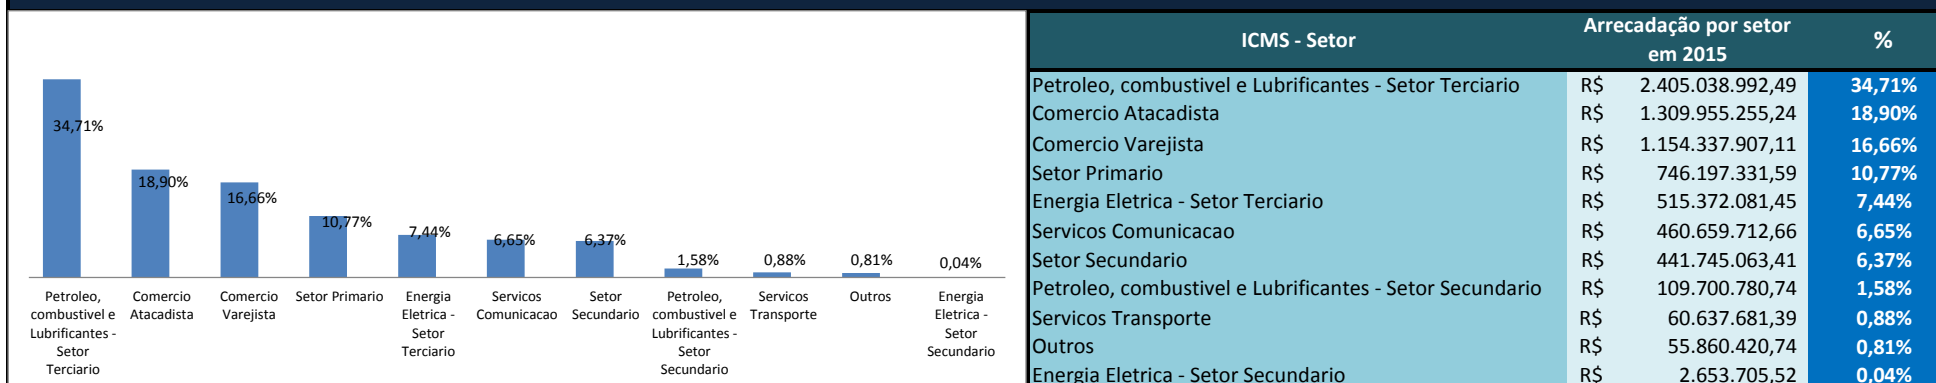 34,71%
18,90%
16,66%
10,77%
7,44%
6,65%
6,37%
1,58%
0,88%
0,81%
0,04%
Petroleo,
combustivel e
Lubrificantes -
Setor
Terciario
Comercio
Atacadista
Comercio
Varejista
Setor Primario
Energia
Eletrica -
Setor
Terciario
Servicos
Comunicacao
Setor
Secundario
Petroleo,
combustivel e
Lubrificantes -
Setor
Secundario
Servicos
Transporte
Outros
Energia
Eletrica -
Setor
Secundario
ICMS - Setor
Arrecadação por setor
em 2015
%
Petroleo, combustivel e Lubrificantes - Setor Terciario R$ 2.405.038.992,49 34,71%
Comercio Atacadista R$ 1.309.955.255,24 18,90%
Comercio Varejista R$ 1.154.337.907,11 16,66%
Setor Primario R$ 746.197.331,59 10,77%
Energia Eletrica - Setor Terciario R$ 515.372.081,45 7,44%
Servicos Comunicacao R$ 460.659.712,66 6,65%
Setor Secundario R$ 441.745.063,41 6,37%
Petroleo, combustivel e Lubrificantes - Setor Secundario R$ 109.700.780,74 1,58%
Servicos Transporte R$ 60.637.681,39 0,88%
Outros R$ 55.860.420,74 0,81%
Energia Eletrica - Setor Secundario R$ 2.653.705,52 0,04%